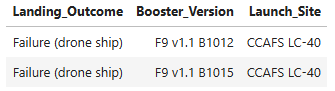 Landing_Outcome Booster_Version Launch_Site
Failure (drone ship) F9 v1.1 B1012 CCAFS LC-40
Failure (drone ship) F9 v1.1 B1015 CCAFS LC-40